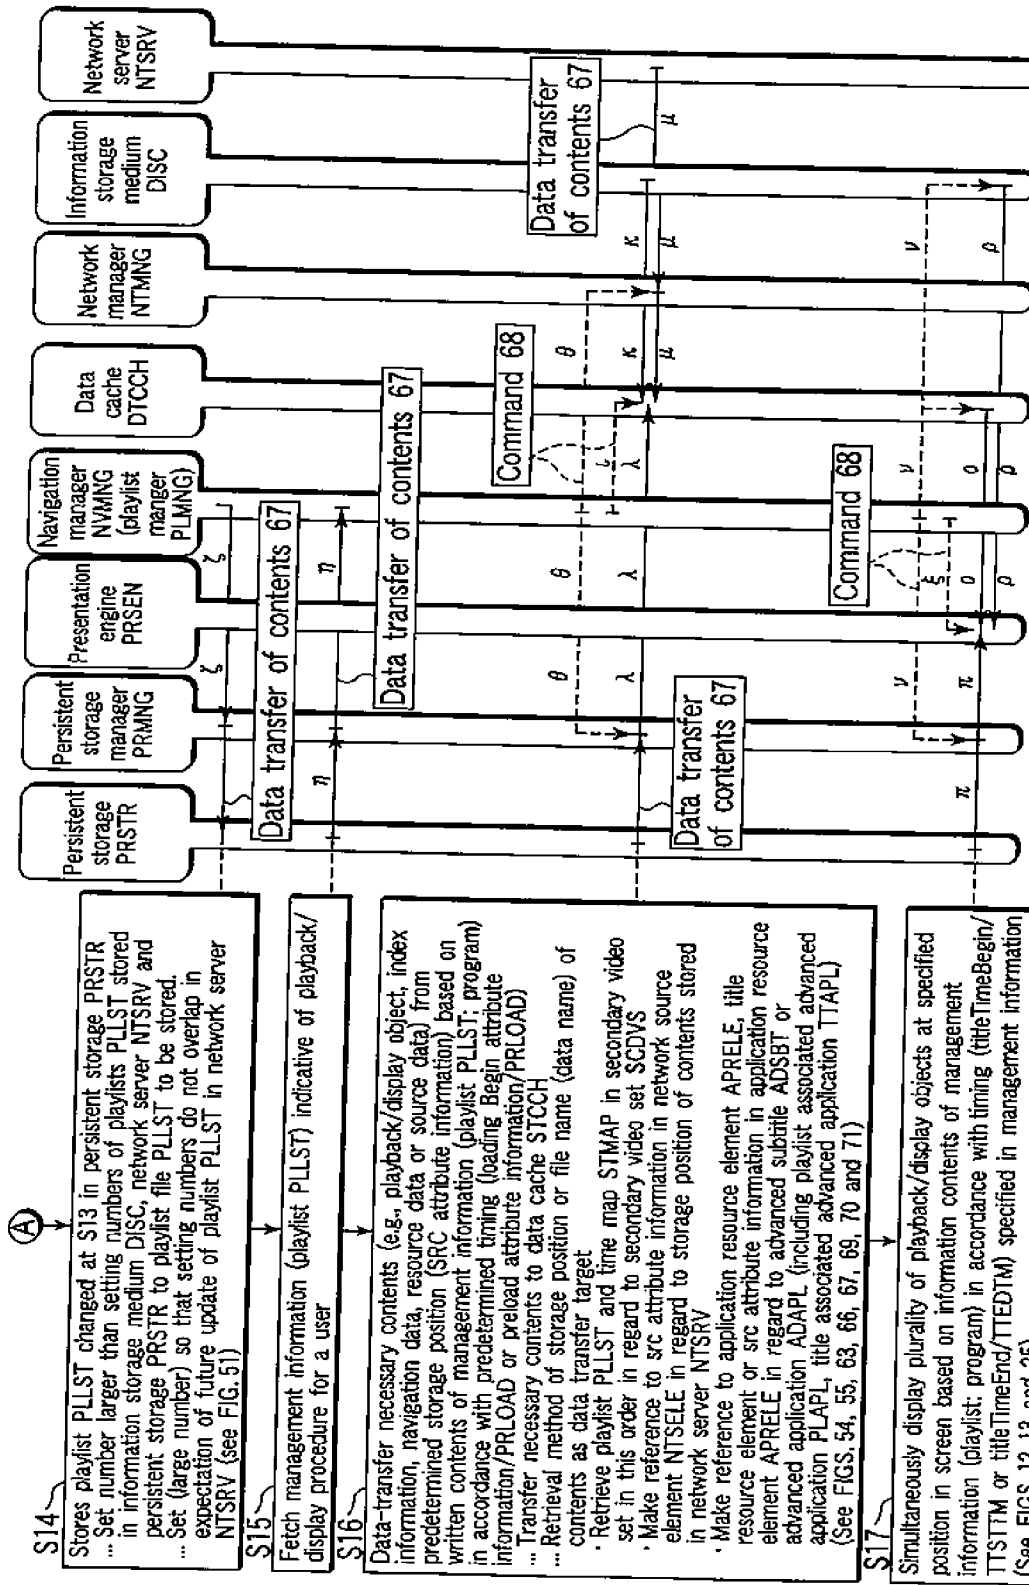 Persistent
storage
PRSTR
Persistent
storage
manager
PRMNG
Presentation
engine
PRSEN
Navigation
manager
NVMNG
(playlist
manger
PLMNG)
Data
cache
DTCCH
Network
manager
NTMNG
Information
storage
medium
DISC
Network
server
NTSRV
A
S14
Stores playlist PLLST changed at S13 in persistent storage PRSTR
... Set number larger than setting numbers of playlists PLLST stored
in information storage medium DISC, network server NTSRV and
persistent storage PRSTR to playlist file PLLST to be stored.
... Set (large number) so that setting numbers do not overlap in
expectation of future update of playlist PLLST in network server
NTSRV (see FIG. 51)
ζ
ζ
Data transfer of contents 67
S15
Fetch management information (playlist PLLST) indicative of playback/
display procedure for a user
η
η
Data transfer of contents 67
S16
Data-transfer necessary contents (e.g., playback/display object, index
information, navigation data, resource data or source data) from
predetermined storage position (SRC attribute information) based on
written contents of management information (playlist PLLST; program)
in accordance with predetermined timing (loading Begin attribute
information/PRLOAD or preload attribute information/PRLOAD)
... Transfer necessary contents to data cache STCCH
... Retrieval method of storage position or file name (data name) of
contents as data transfer target
· Retrieve playlist PLLST and time map STMAP in secondary video
set in this order in regard to secondary video set SCDVS
· Make reference to src attribute information in network source
element NTSELE in regard to storage position of contents stored
in network server NTSRV
· Make reference to application resource element APRELE, title
resource element or src attribute information in application resource
element APRELE in regard to advanced subtitle ADSBT or
advanced application ADAPL (including playlist associated advanced
application PLAPL, title associated advanced application TTAPL)
(See FIGS. 54, 55, 63, 66, 67, 69, 70 and 71)
θ
θ
θ
Command 68
ι
λ
λ
λ
κ
κ
μ
μ
μ
Data transfer
of contents 67
Data transfer
of contents 67
S17
Simultaneously display plurality of playback/display objects at specified
position in screen based on information contents of management
information (playlist; program) in accordance with timing (titleTimeBegin/
TTSTTM or titleTimeEnd/TTEDTM) specified in management information
(See FIGS. 12, 13 and 25)
Command 68
ν
ν
ν
ξ
ο
ο
π
π
ρ
ρ
ρ